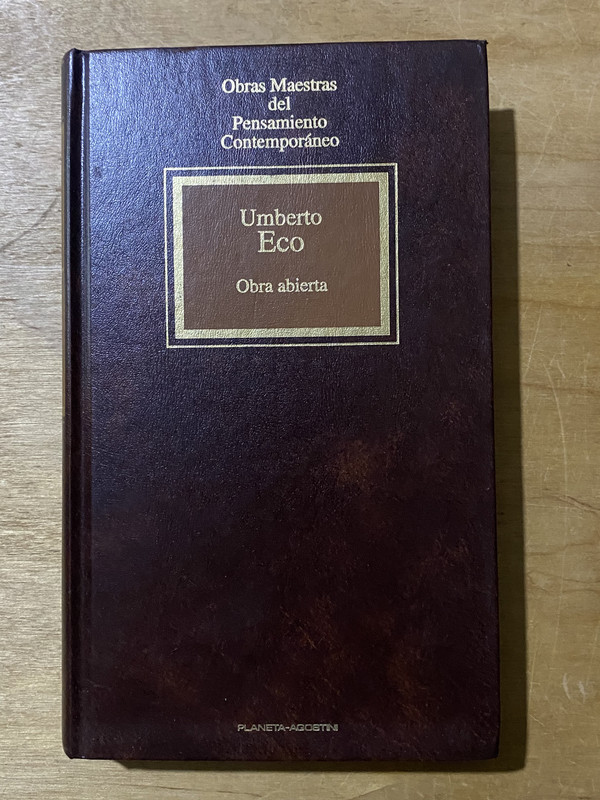 Obras Maestras
del
Pensamiento
Contemporáneo
Umberto
Eco
Obra abierta
PLANETA-AGOSTINI